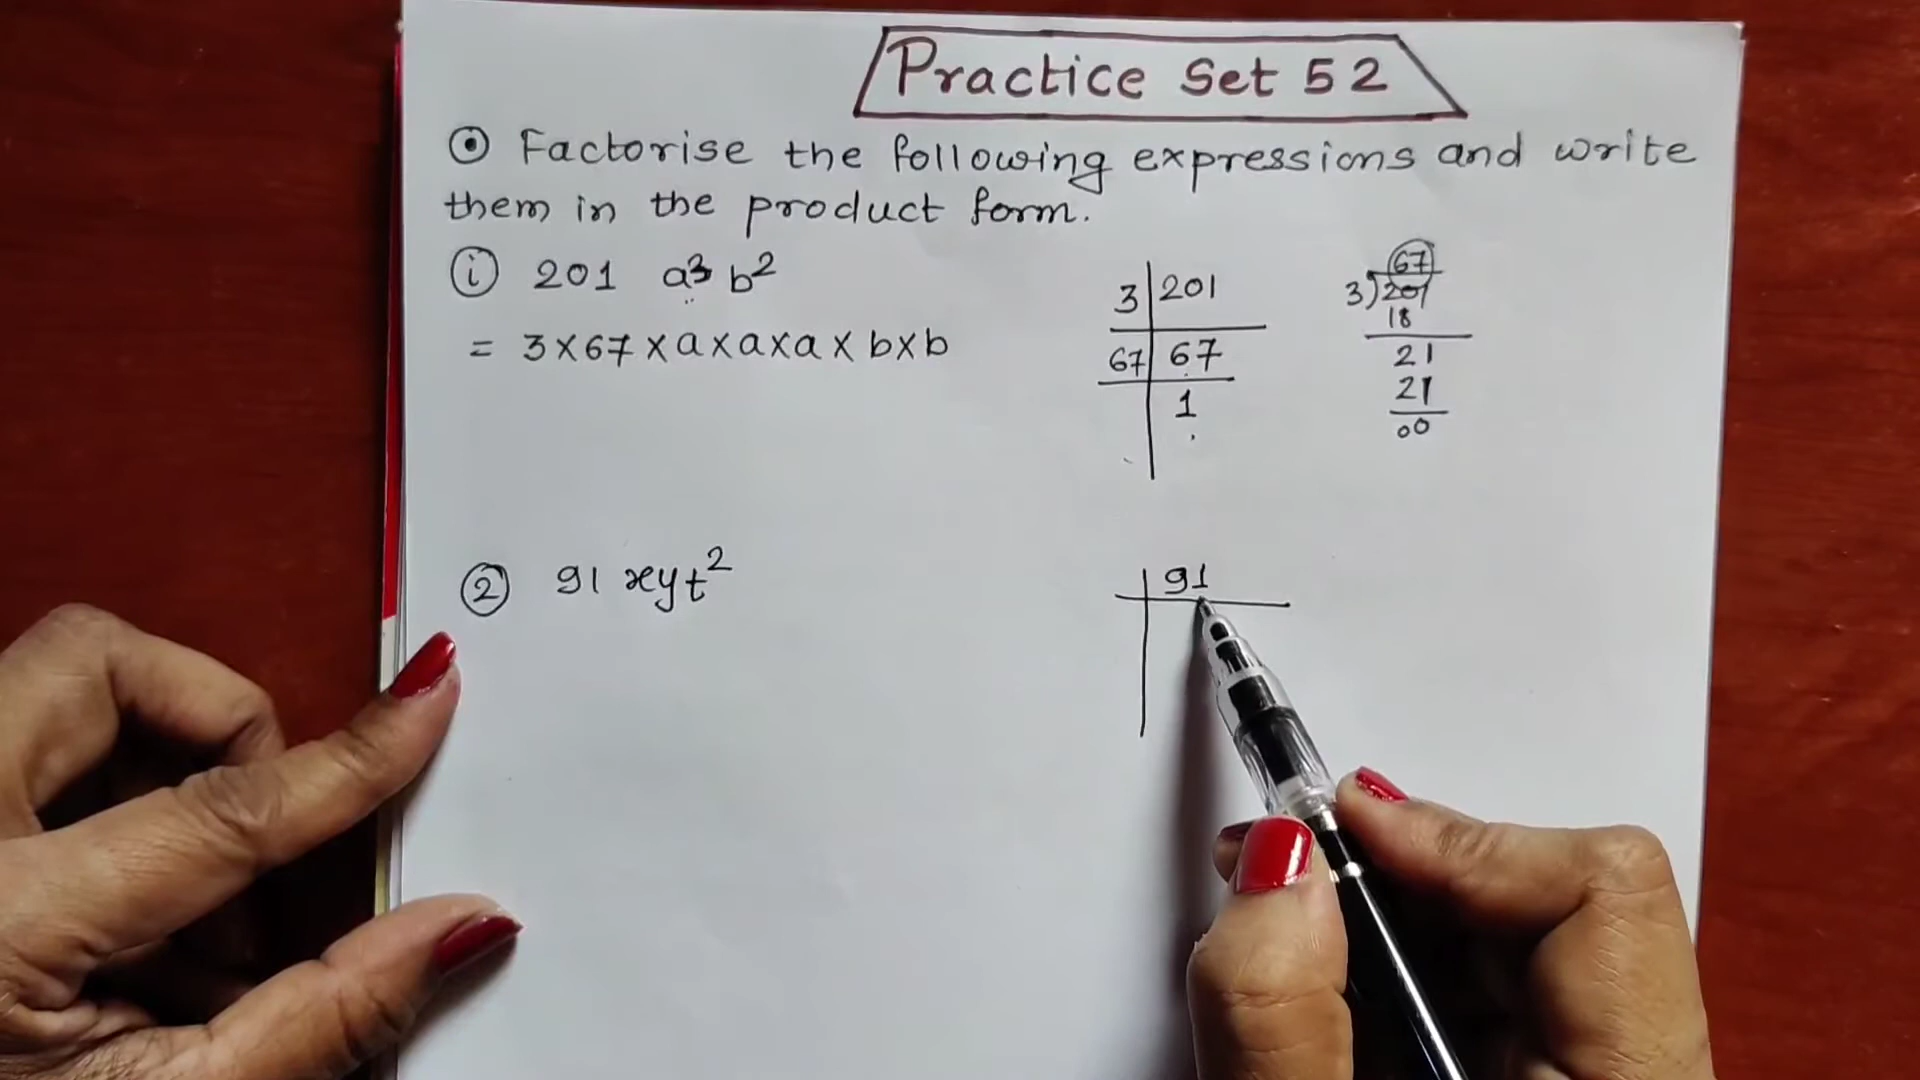 Practice Set 52
⊙ Factorise the following expressions and write
them in the product form.
(i) 201 a³ b²
= 3×67×a×a×a×b×b
3|201
67|67
1
67
3)201
18
21
21
00
(2) 91 xyt²
91